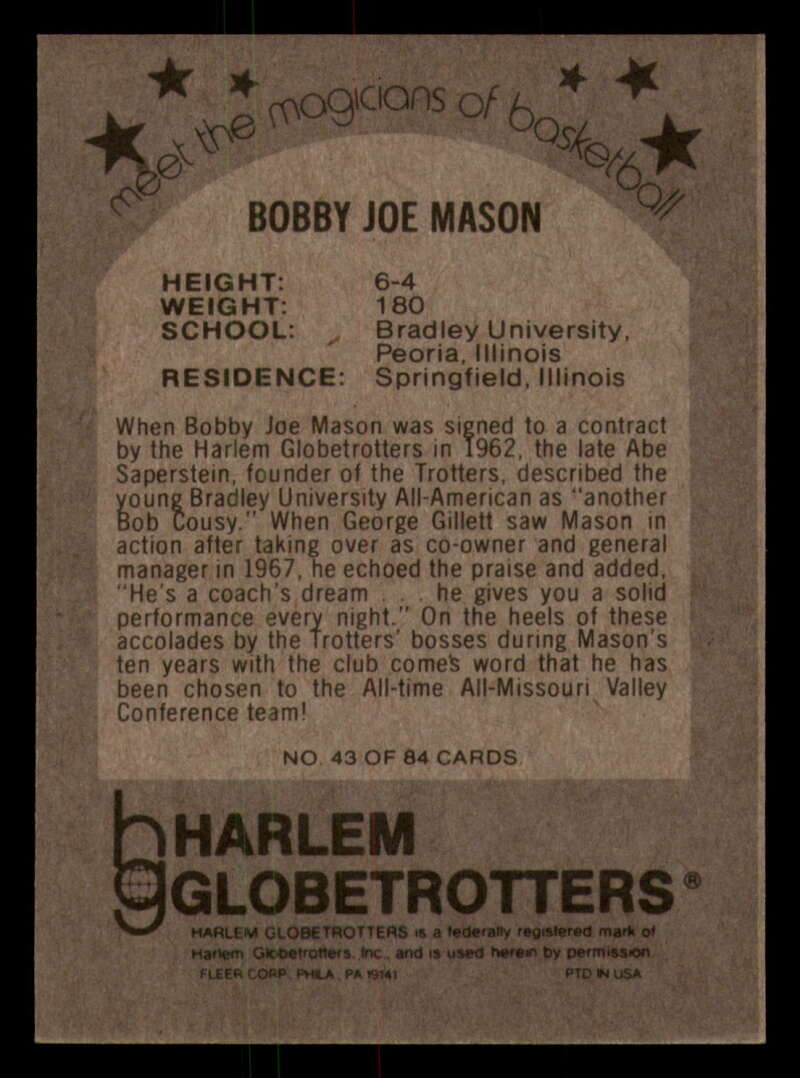 meet the magicians of basketball
BOBBY JOE MASON
HEIGHT: 6-4
WEIGHT: 180
SCHOOL: Bradley University,
Peoria, Illinois
RESIDENCE: Springfield, Illinois
When Bobby Joe Mason was signed to a contract
by the Harlem Globetrotters in 1962, the late Abe
Saperstein, founder of the Trotters, described the
young Bradley University All-American as "another
Bob Cousy." When George Gillett saw Mason in
action after taking over as co-owner and general
manager in 1967, he echoed the praise and added,
"He's a coach's dream . . . he gives you a solid
performance every night." On the heels of these
accolades by the Trotters' bosses during Mason's
ten years with the club come's word that he has
been chosen to the All-time All-Missouri Valley
Conference team!
NO. 43 OF 84 CARDS
hg HARLEM
GLOBETROTTERS®
HARLEM GLOBETROTTERS is a federally registered mark of
Harlem Globetrotters, Inc., and is used herein by permission.
FLEER CORP. PHILA., PA 19141 PTD IN USA